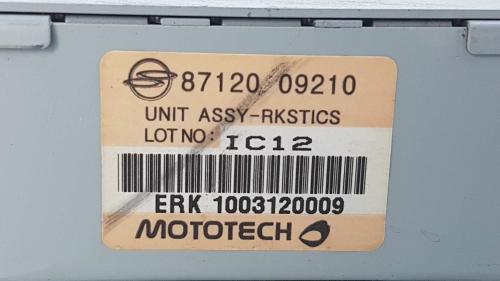 87120 09210
UNIT ASSY-RKSTICS
LOT NO: IC12
ERK 1003120009
MOTOTECH